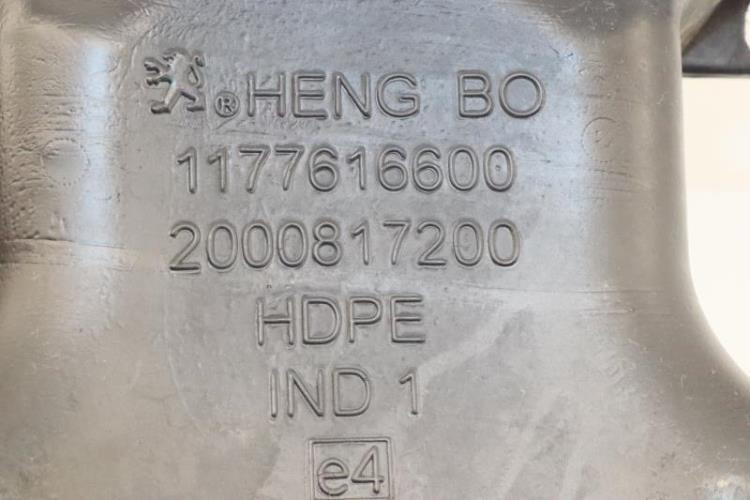 ® HENG BO
1177616600
2000817200
HDPE
IND 1
e4